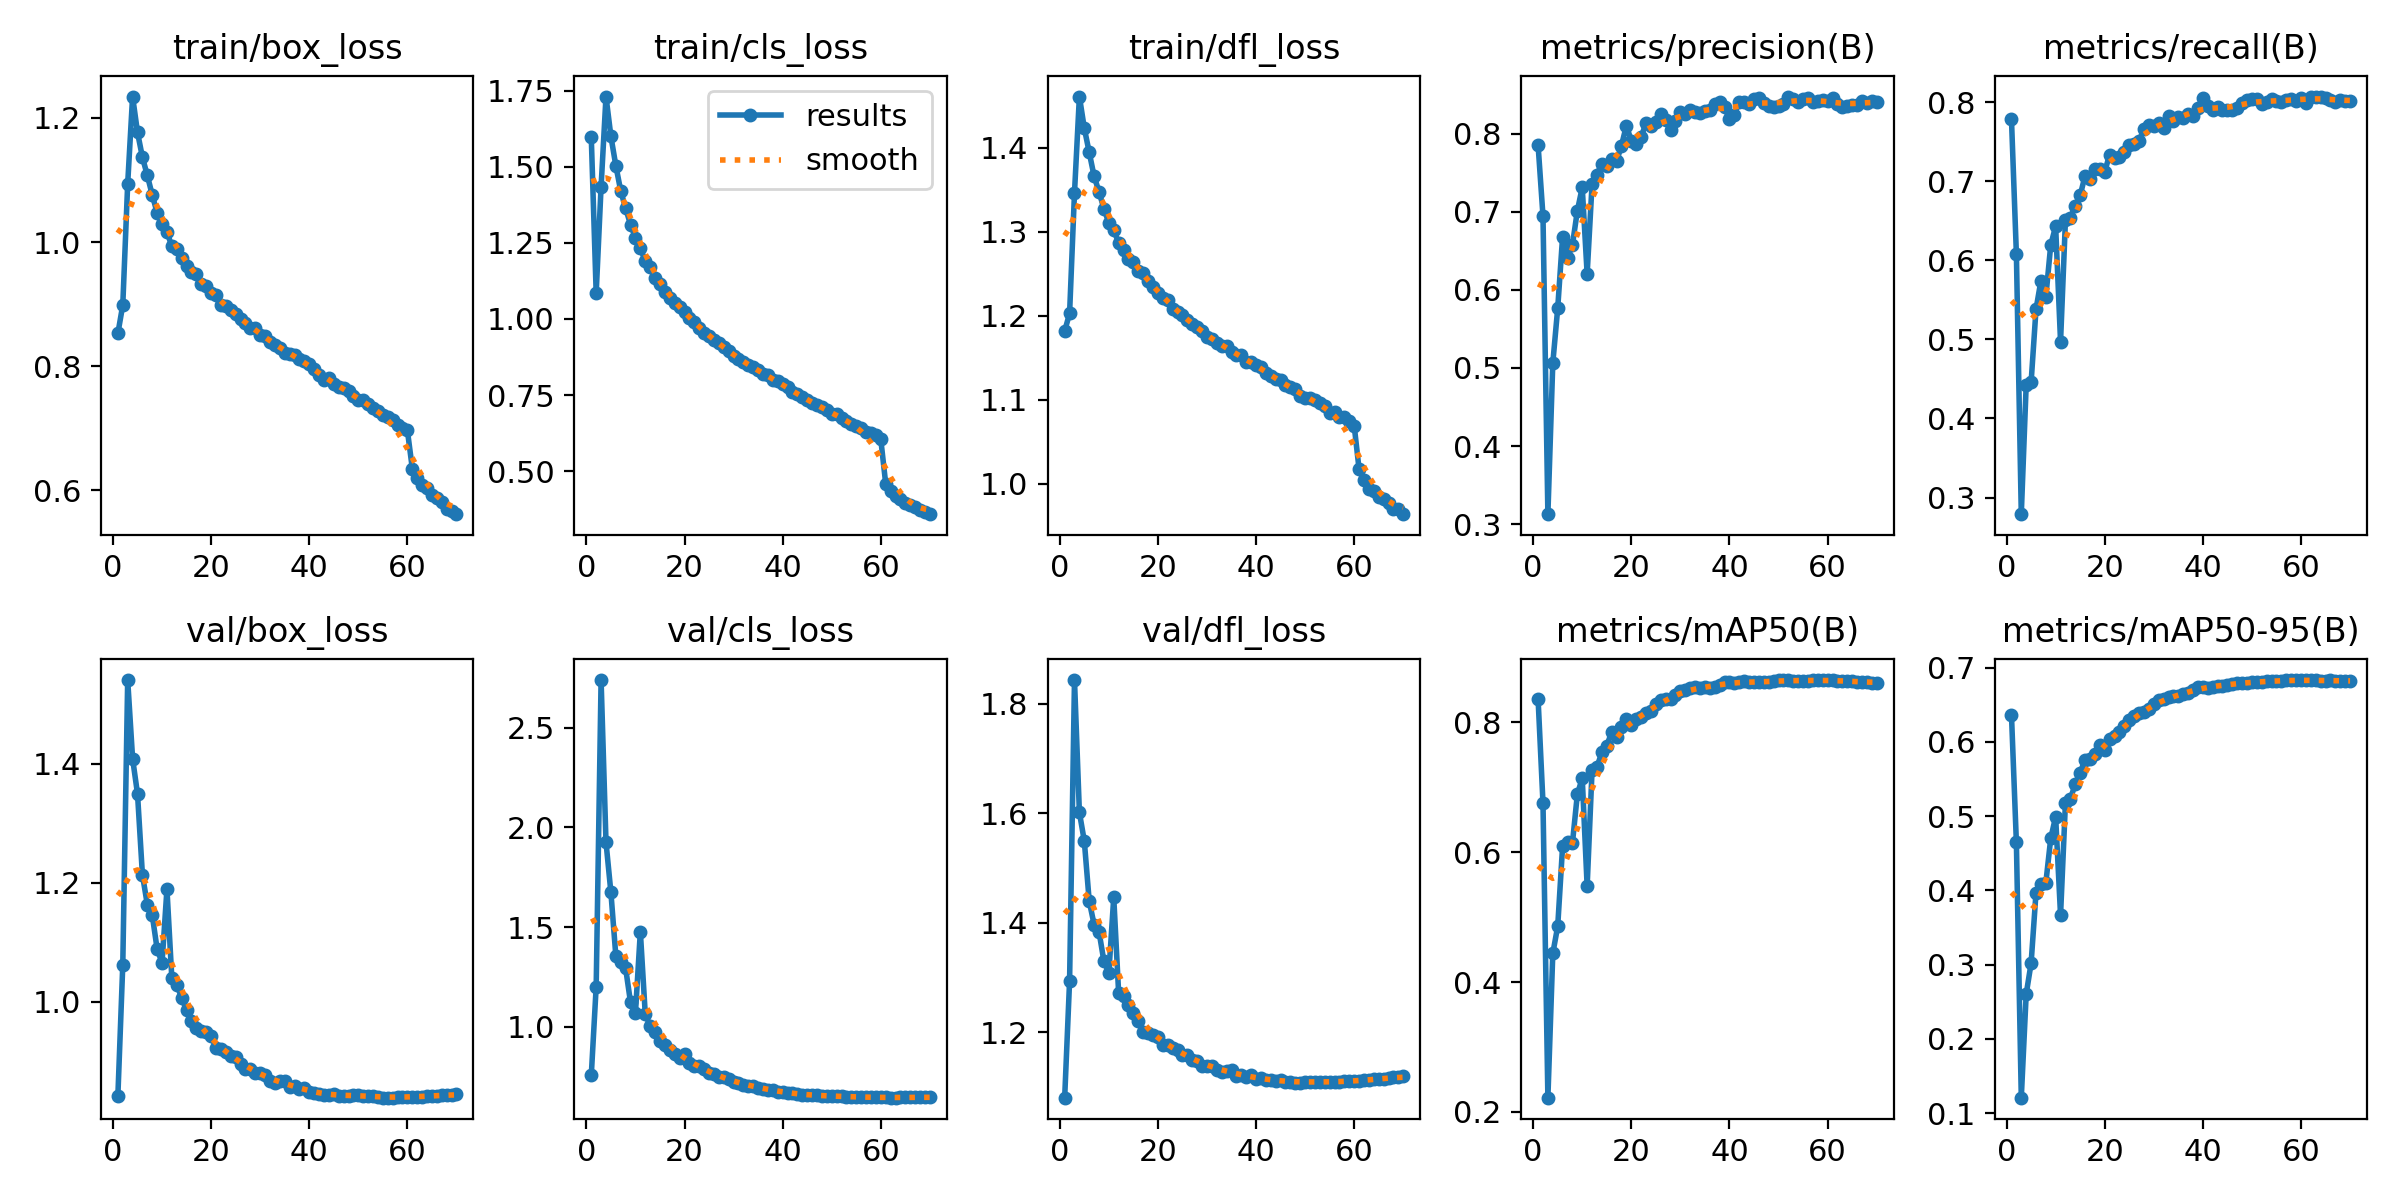 train/box_loss
1.2
1.0
0.8
0.6
0 20 40 60
train/cls_loss
results
smooth
1.75
1.50
1.25
1.00
0.75
0.50
0 20 40 60
train/dfl_loss
1.4
1.3
1.2
1.1
1.0
0 20 40 60
metrics/precision(B)
0.8
0.7
0.6
0.5
0.4
0.3
0 20 40 60
metrics/recall(B)
0.8
0.7
0.6
0.5
0.4
0.3
0 20 40 60
val/box_loss
1.4
1.2
1.0
0 20 40 60
val/cls_loss
2.5
2.0
1.5
1.0
0 20 40 60
val/dfl_loss
1.8
1.6
1.4
1.2
0 20 40 60
metrics/mAP50(B)
0.8
0.6
0.4
0.2
0 20 40 60
metrics/mAP50-95(B)
0.7
0.6
0.5
0.4
0.3
0.2
0.1
0 20 40 60